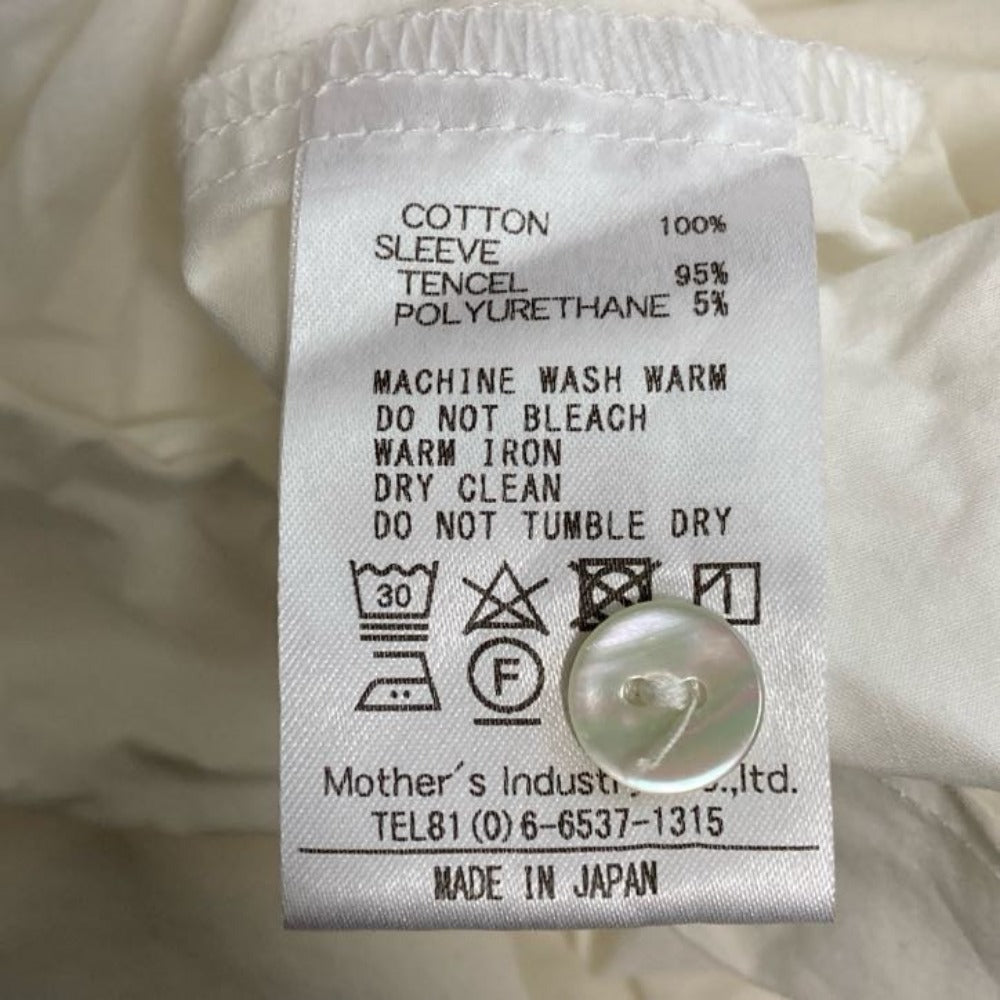 COTTON 100%
SLEEVE
TENCEL 95%
POLYURETHANE 5%
MACHINE WASH WARM
DO NOT BLEACH
WARM IRON
DRY CLEAN
DO NOT TUMBLE DRY
30
F
Mother's ,ltd.
TEL81(0)6-6537-1315
MADE IN JAPAN